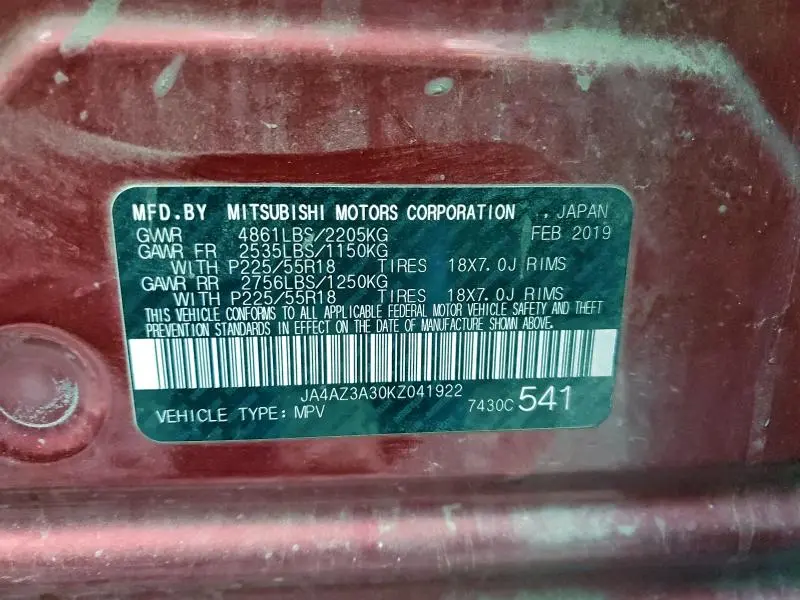 MFD.BY MITSUBISHI MOTORS CORPORATION ., JAPAN
GVWR 4861LBS/2205KG FEB 2019
GAWR FR 2535LBS/1150KG
WITH P225/55R18 TIRES 18X7.0J RIMS
GAWR RR 2756LBS/1250KG
WITH P225/55R18 TIRES 18X7.0J RIMS
THIS VEHICLE CONFORMS TO ALL APPLICABLE FEDERAL MOTOR VEHICLE SAFETY AND THEFT
PREVENTION STANDARDS IN EFFECT ON THE DATE OF MANUFACTURE SHOWN ABOVE.
JA4AZ3A30KZ041922
VEHICLE TYPE: MPV 7430C 541